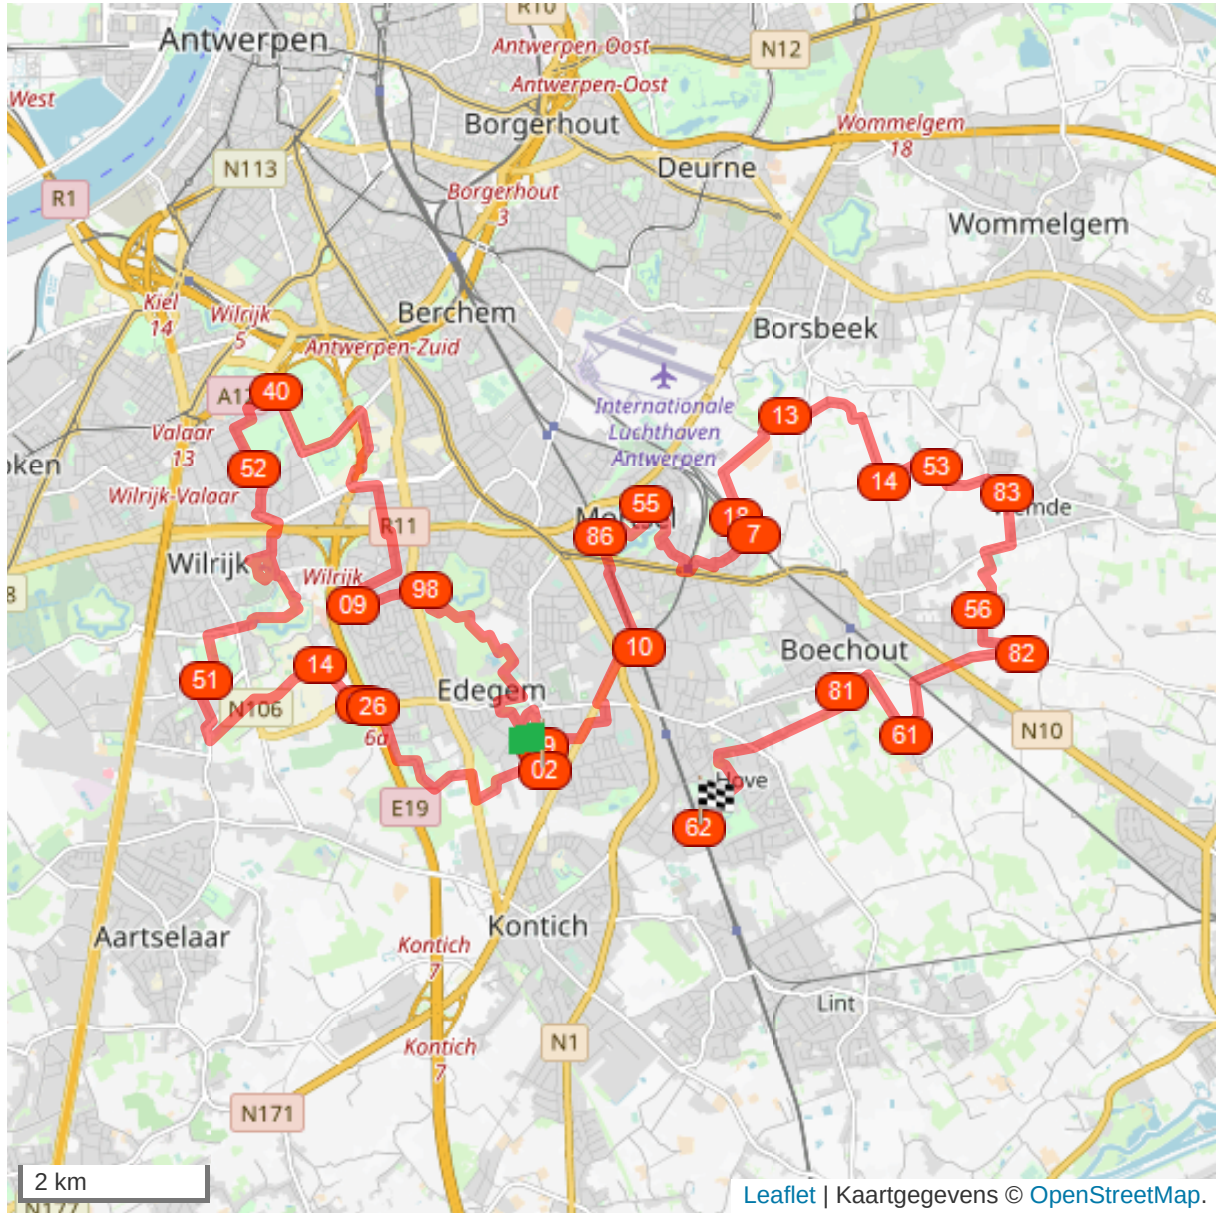 R10
Antwerpen
Antwerpen-Oost
N12
Antwerpen-Oost
West
Borgerhout
Wommelgem
18
N113
Deurne
R1
Borgerhout
3
Wommelgem
Kiel
14
Wilrijk
5
Berchem
Borsbeek
Antwerpen-Zuid
40
Internationale
Luchthaven
Antwerpen
13
Valaar
13
52
14
53
83
Wilrijk-Valaar
55
R11
86
18
7
Wilrijk
Wilrijk
98
09
56
10
Boechout
82
14
51
Edegem
81
N106
26
6a
61
N10
02
Hove
E19
62
Kontich
Aartselaar
Kontich
7
Lint
N1
Kontich
7
N171
2 km
N177
Leaflet | Kaartgegevens © OpenStreetMap.